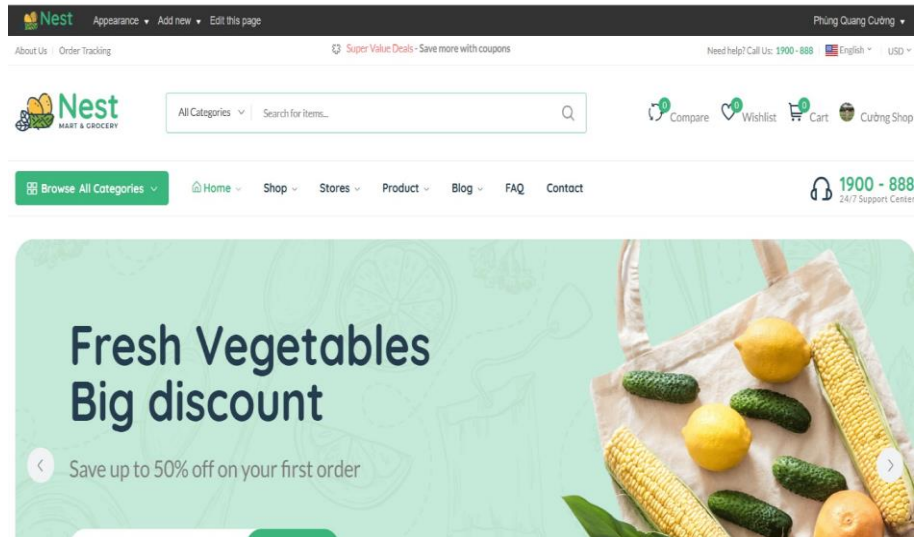 Nest Appearance Add new Edit this page Phùng Quang Cường
About Us Order Tracking Super Value Deals - Save more with coupons Need help? Call Us: 1900 - 888 English USD
Nest
MART & GROCERY
All Categories Search for items... 0 Compare 0 Wishlist 0 Cart Cường Shop
Browse All Categories Home Shop Stores Product Blog FAQ Contact 1900 - 888
24/7 Support Center
Fresh Vegetables
Big discount
Save up to 50% off on your first order